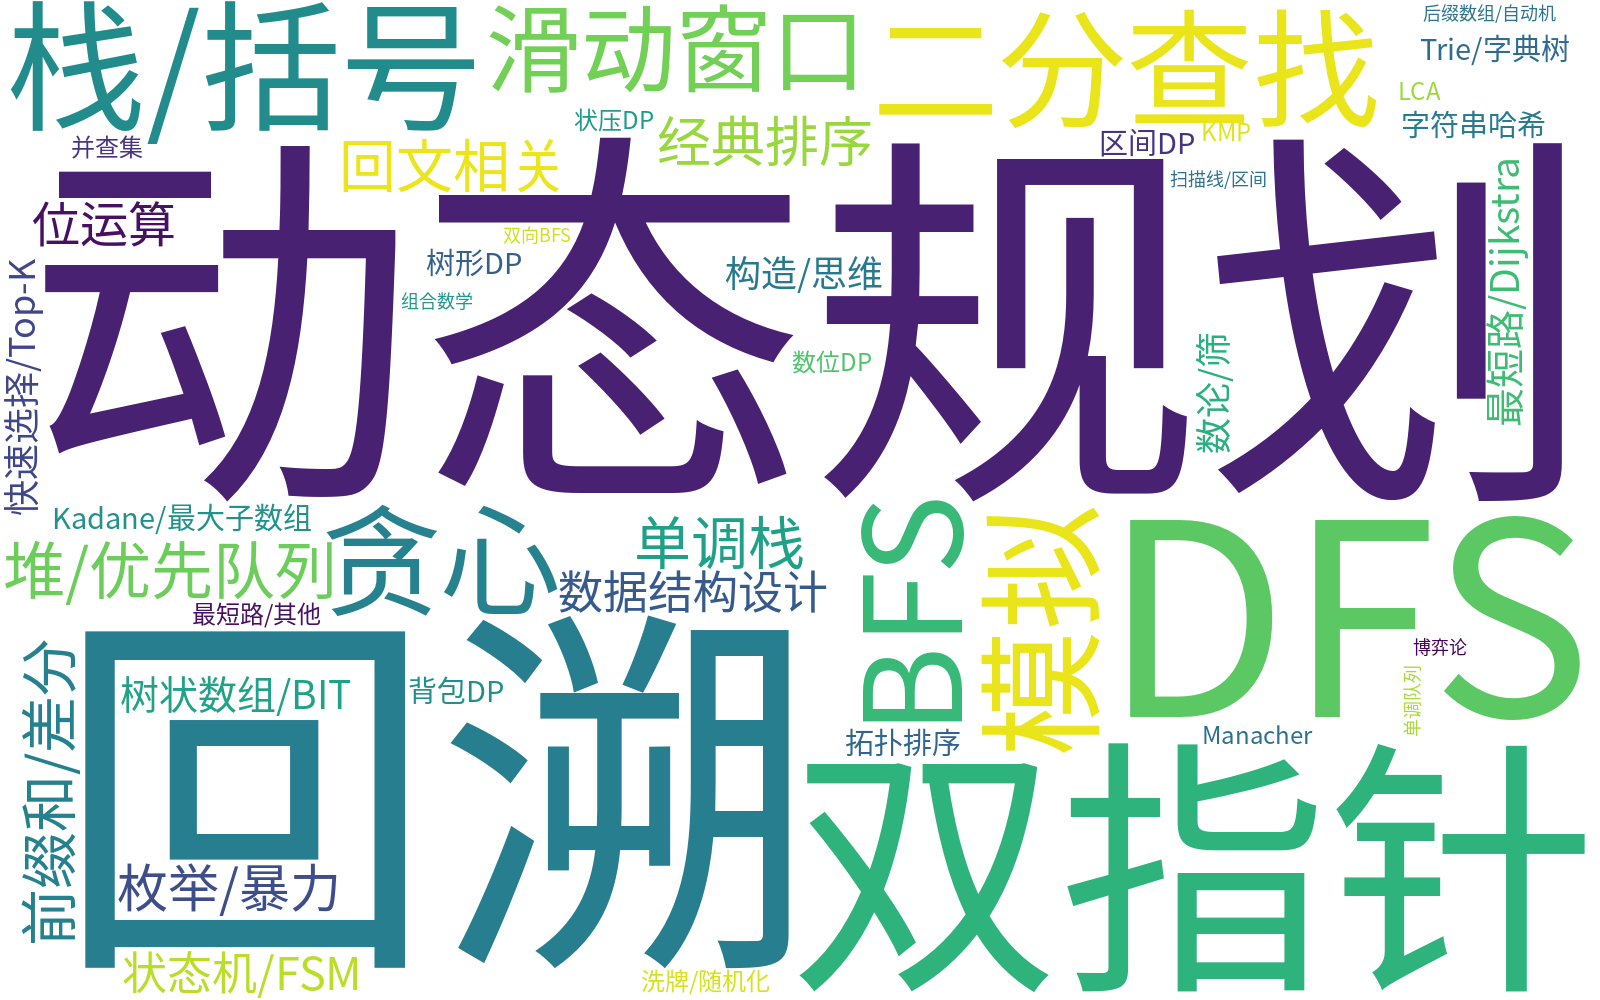 栈/括号
滑动窗口
二分查找
后缀数组/自动机
Trie/字典树
LCA
字符串哈希
状压DP
经典排序
区间DP
KMP
并查集
回文相关
扫描线/区间
动态规划
位运算
双向BFS
树形DP
构造/思维
组合数学
数位DP
数论/筛
最短路/Dijkstra
快速选择/Top-K
Kadane/最大子数组
堆/优先队列
贪心
单调栈
数据结构设计
BFS
模拟
DFS
最短路/其他
回溯
树状数组/BIT
背包DP
博弈论
单调队列
拓扑排序
Manacher
双指针
前缀和/差分
枚举/暴力
状态机/FSM
洗牌/随机化